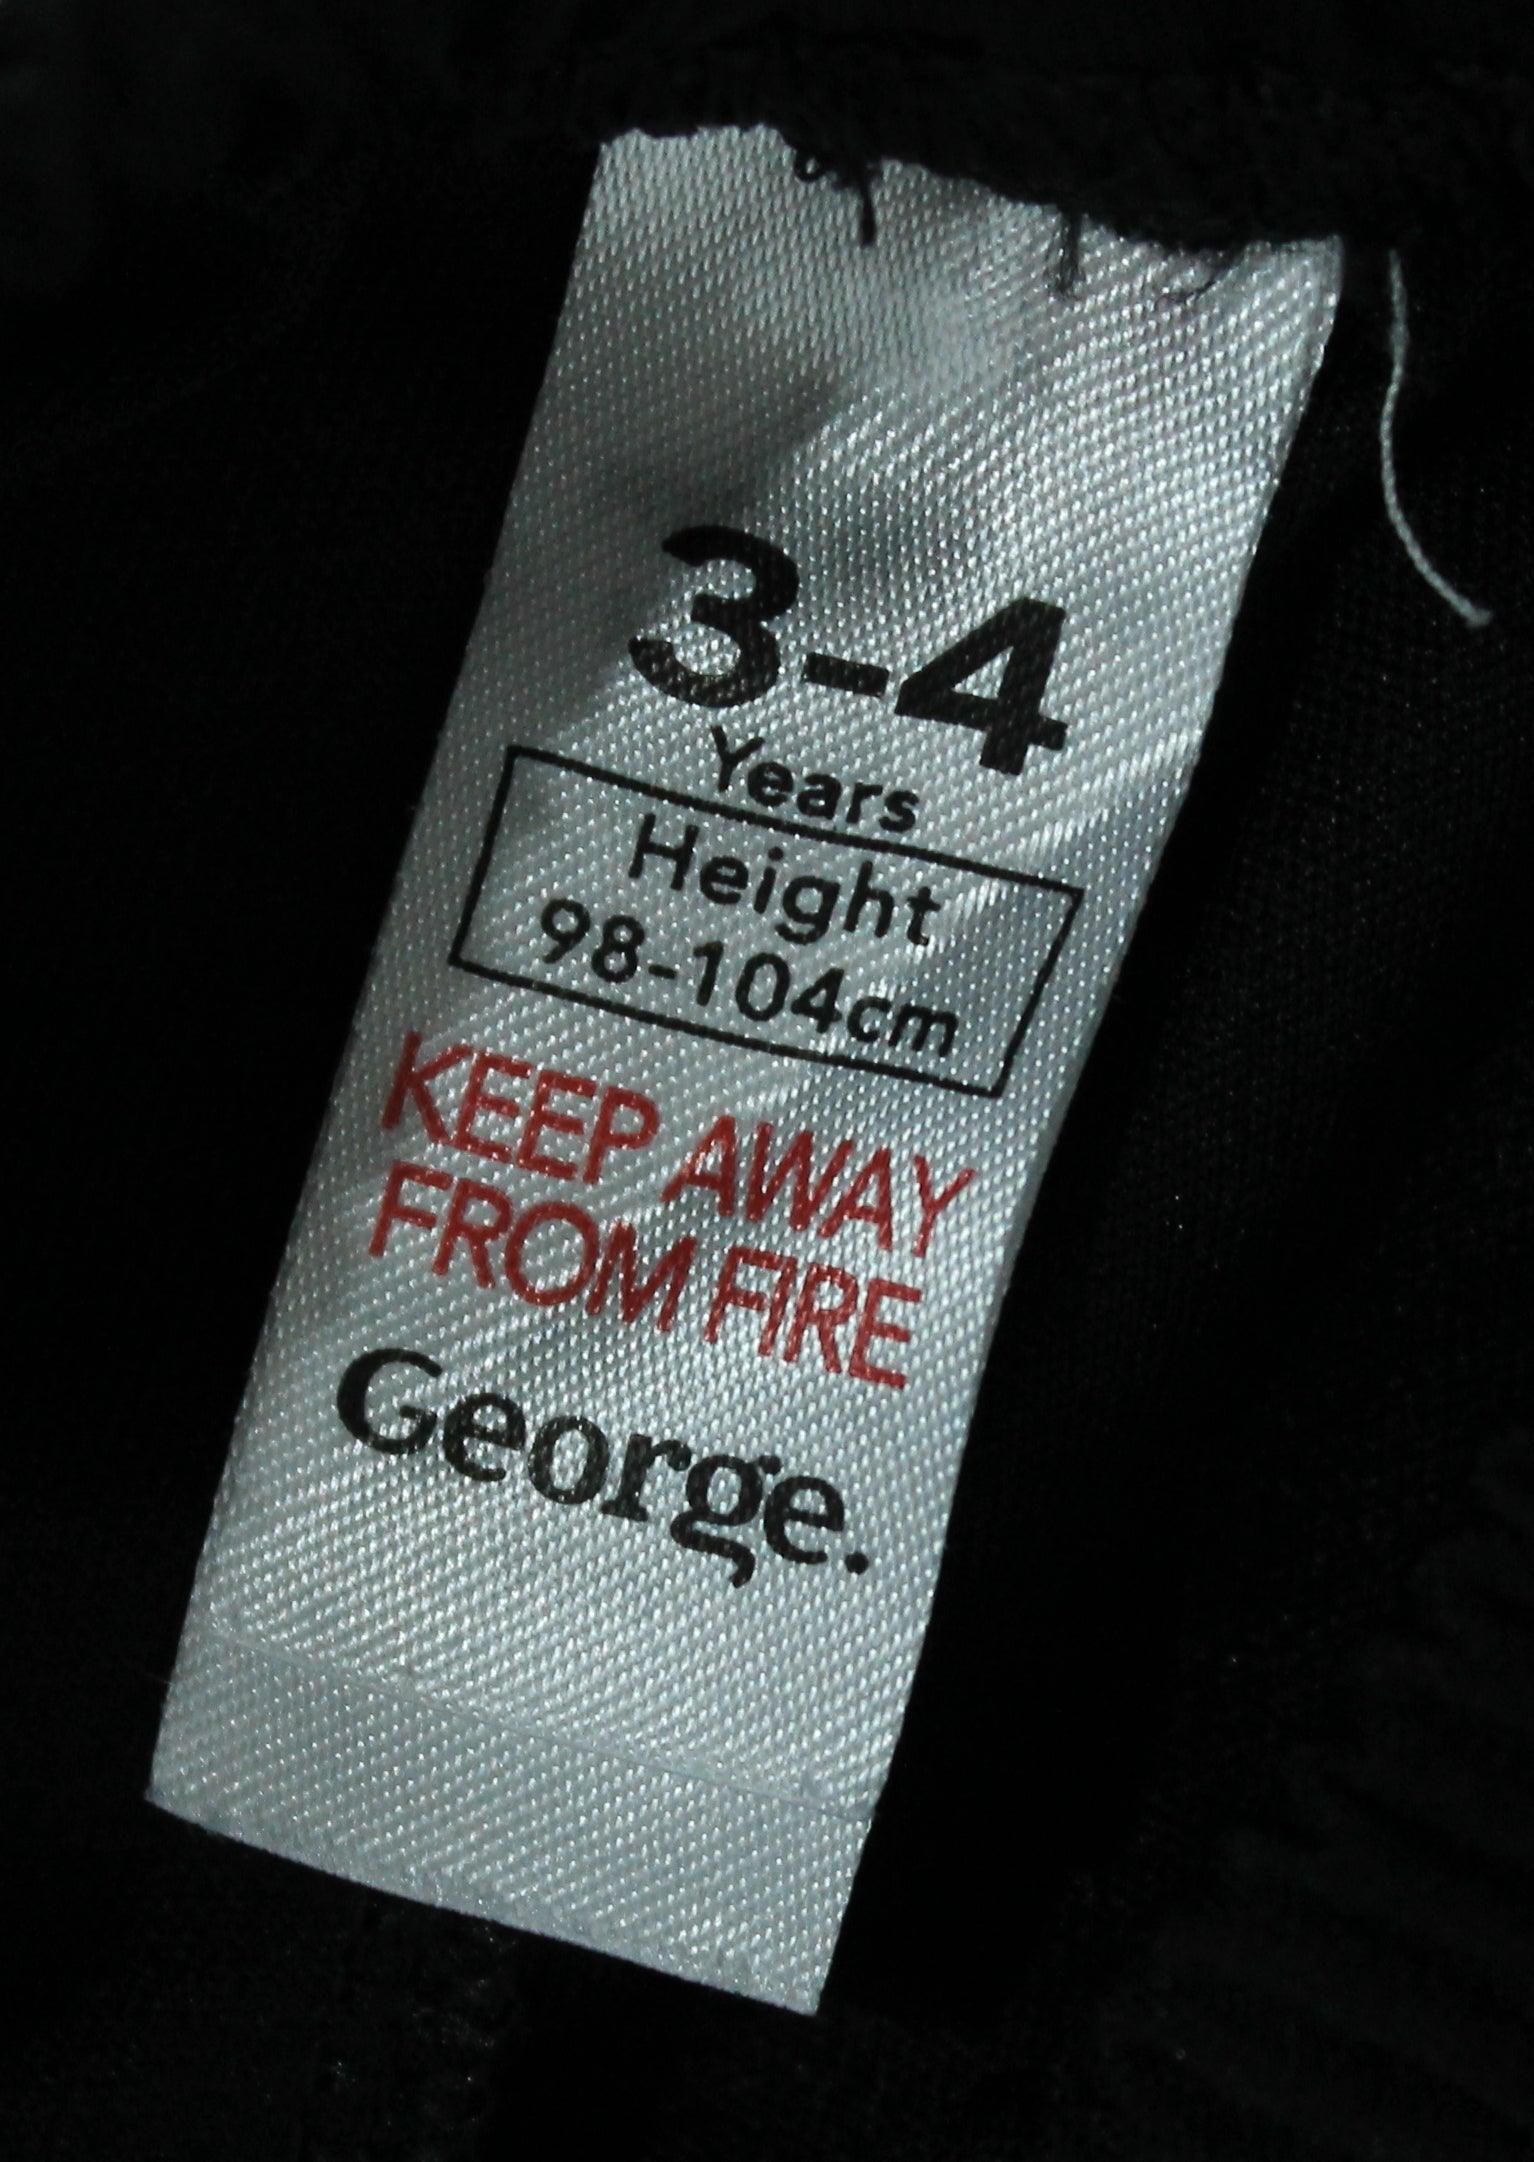 3-4
Years
Height
98-104cm
KEEP AWAY
FROM FIRE
George.